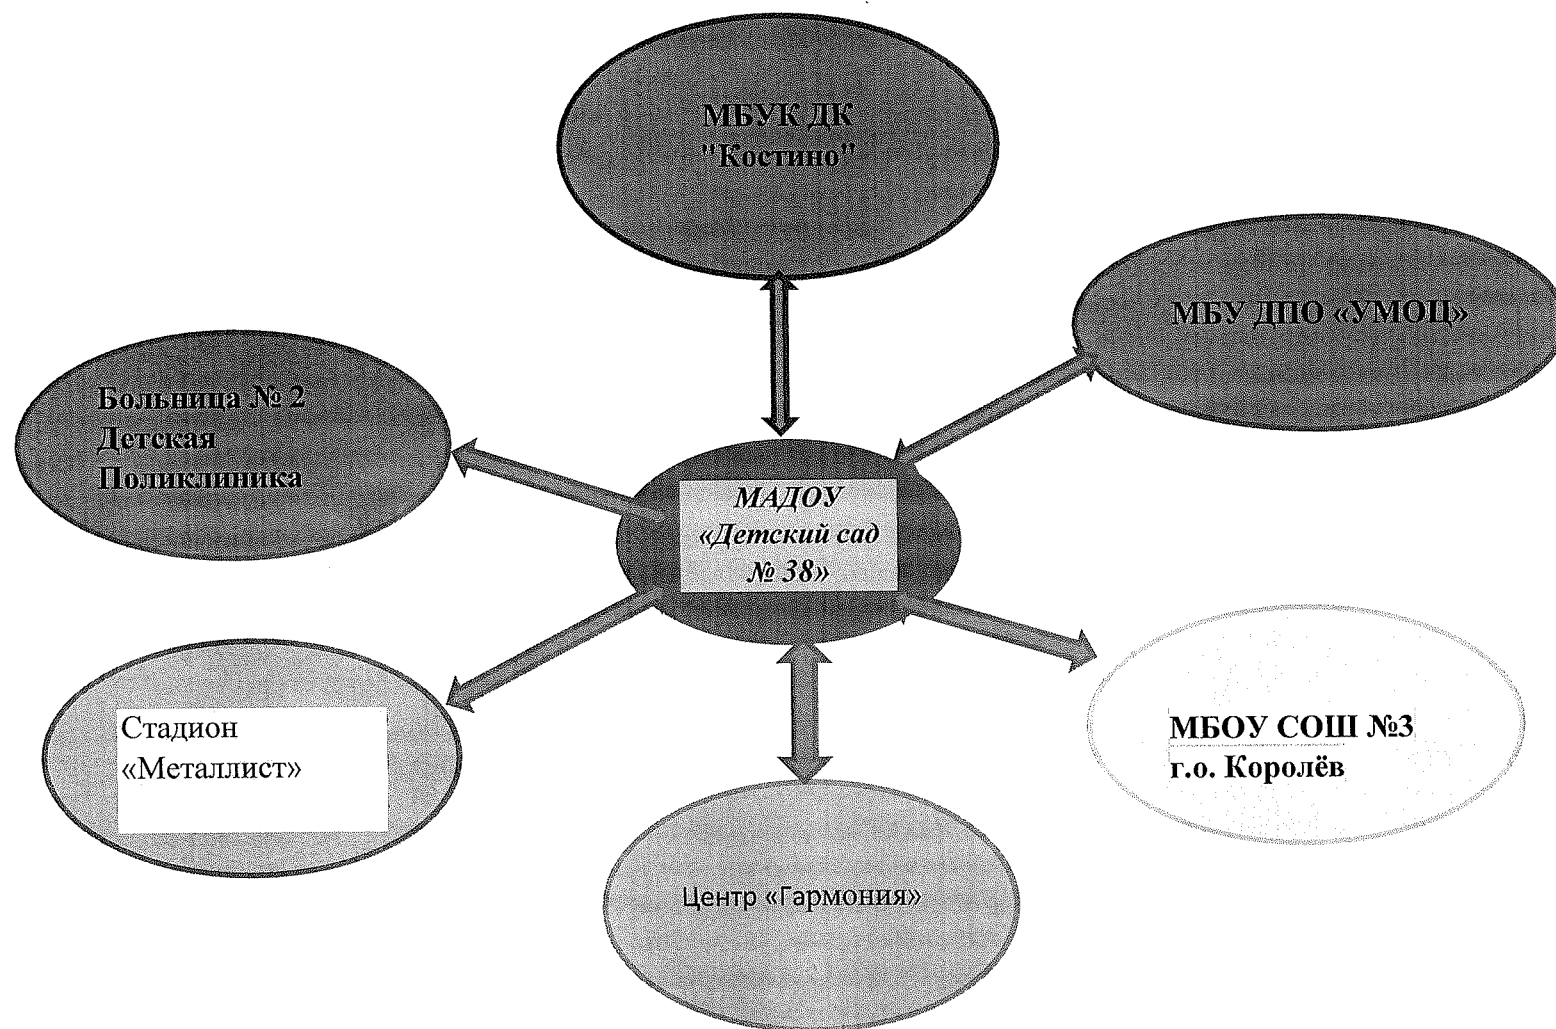 МБУК ДК
"Костино"
МБУ ДПО «УМОЦ»
Больница № 2
Детская
Поликлиника
МАДОУ
«Детский сад
№ 38»
Стадион
«Металлист»
МБОУ СОШ №3
г.о. Королёв
Центр «Гармония»